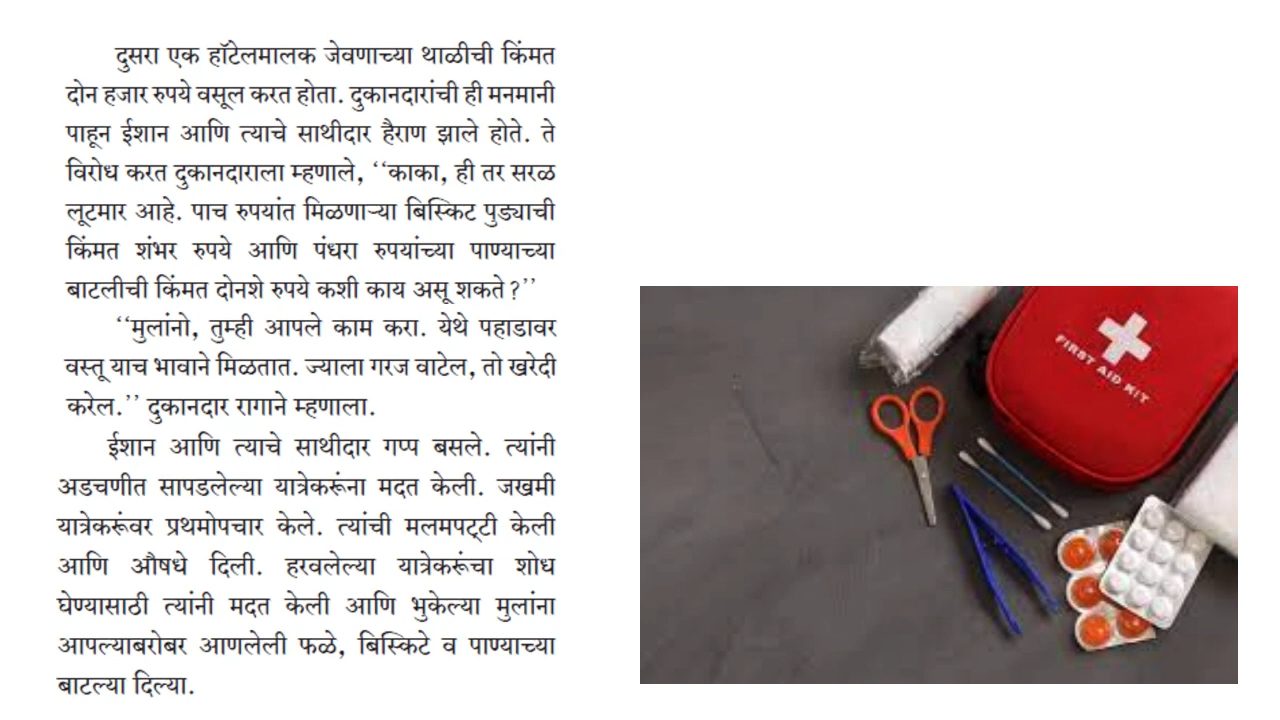 दुसरा एक हॉटेलमालक जेवणाच्या थाळीची किंमत
दोन हजार रुपये वसूल करत होता. दुकानदारांची ही मनमानी
पाहून ईशान आणि त्याचे साथीदार हैराण झाले होते. ते
विरोध करत दुकानदाराला म्हणाले, ‘‘काका, ही तर सरळ
लूटमार आहे. पाच रुपयांत मिळणाऱ्या बिस्किट पुड्याची
किंमत शंभर रुपये आणि पंधरा रुपयांच्या पाण्याच्या
बाटलीची किंमत दोनशे रुपये कशी काय असू शकते?’’
‘‘मुलांनो, तुम्ही आपले काम करा. येथे पहाडावर
वस्तू याच भावाने मिळतात. ज्याला गरज वाटेल, तो खरेदी
करेल.’’ दुकानदार रागाने म्हणाला.
ईशान आणि त्याचे साथीदार गप्प बसले. त्यांनी
अडचणीत सापडलेल्या यात्रेकरूंना मदत केली. जखमी
यात्रेकरूंवर प्रथमोपचार केले. त्यांची मलमपट्टी केली
आणि औषधे दिली. हरवलेल्या यात्रेकरूंचा शोध
घेण्यासाठी त्यांनी मदत केली आणि भुकेल्या मुलांना
आपल्याबरोबर आणलेली फळे, बिस्किटे व पाण्याच्या
बाटल्या दिल्या.
FIRST AID KIT